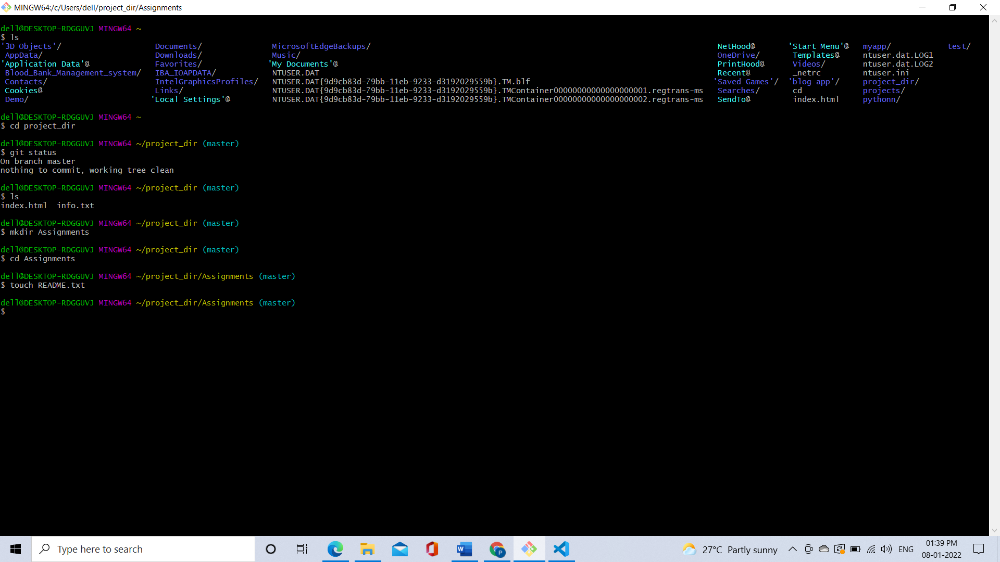 MINGW64:/c/Users/dell/project_dir/Assignments
dell@DESKTOP-RDGGUVJ MINGW64 ~
$ ls
'3D Objects'/ Documents/ MicrosoftEdgeBackups/ NetHood@ 'Start Menu'@ myapp/ test/
AppData/ Downloads/ Music/ OneDrive/ Templates@ ntuser.dat.LOG1
'Application Data'@ Favorites/ 'My Documents'@ PrintHood@ Videos/ ntuser.dat.LOG2
Blood_Bank_Management_system/ IBA_IOAPDATA/ NTUSER.DAT Recent@ _netrc ntuser.ini
Contacts/ IntelGraphicsProfiles/ NTUSER.DAT{9d9cb83d-79bb-11eb-9233-d3192029559b}.TM.blf 'Saved Games'/ 'blog app'/ project_dir/
Cookies@ Links/ NTUSER.DAT{9d9cb83d-79bb-11eb-9233-d3192029559b}.TMContainer00000000000000000001.regtrans-ms Searches/ cd projects/
Demo/ 'Local Settings'@ NTUSER.DAT{9d9cb83d-79bb-11eb-9233-d3192029559b}.TMContainer00000000000000000002.regtrans-ms SendTo@ index.html pythonn/
dell@DESKTOP-RDGGUVJ MINGW64 ~
$ cd project_dir
dell@DESKTOP-RDGGUVJ MINGW64 ~/project_dir (master)
$ git status
On branch master
nothing to commit, working tree clean
dell@DESKTOP-RDGGUVJ MINGW64 ~/project_dir (master)
$ ls
index.html info.txt
dell@DESKTOP-RDGGUVJ MINGW64 ~/project_dir (master)
$ mkdir Assignments
dell@DESKTOP-RDGGUVJ MINGW64 ~/project_dir (master)
$ cd Assignments
dell@DESKTOP-RDGGUVJ MINGW64 ~/project_dir/Assignments (master)
$ touch README.txt
dell@DESKTOP-RDGGUVJ MINGW64 ~/project_dir/Assignments (master)
$
Type here to search
27°C Partly sunny
ENG
01:39 PM
08-01-2022